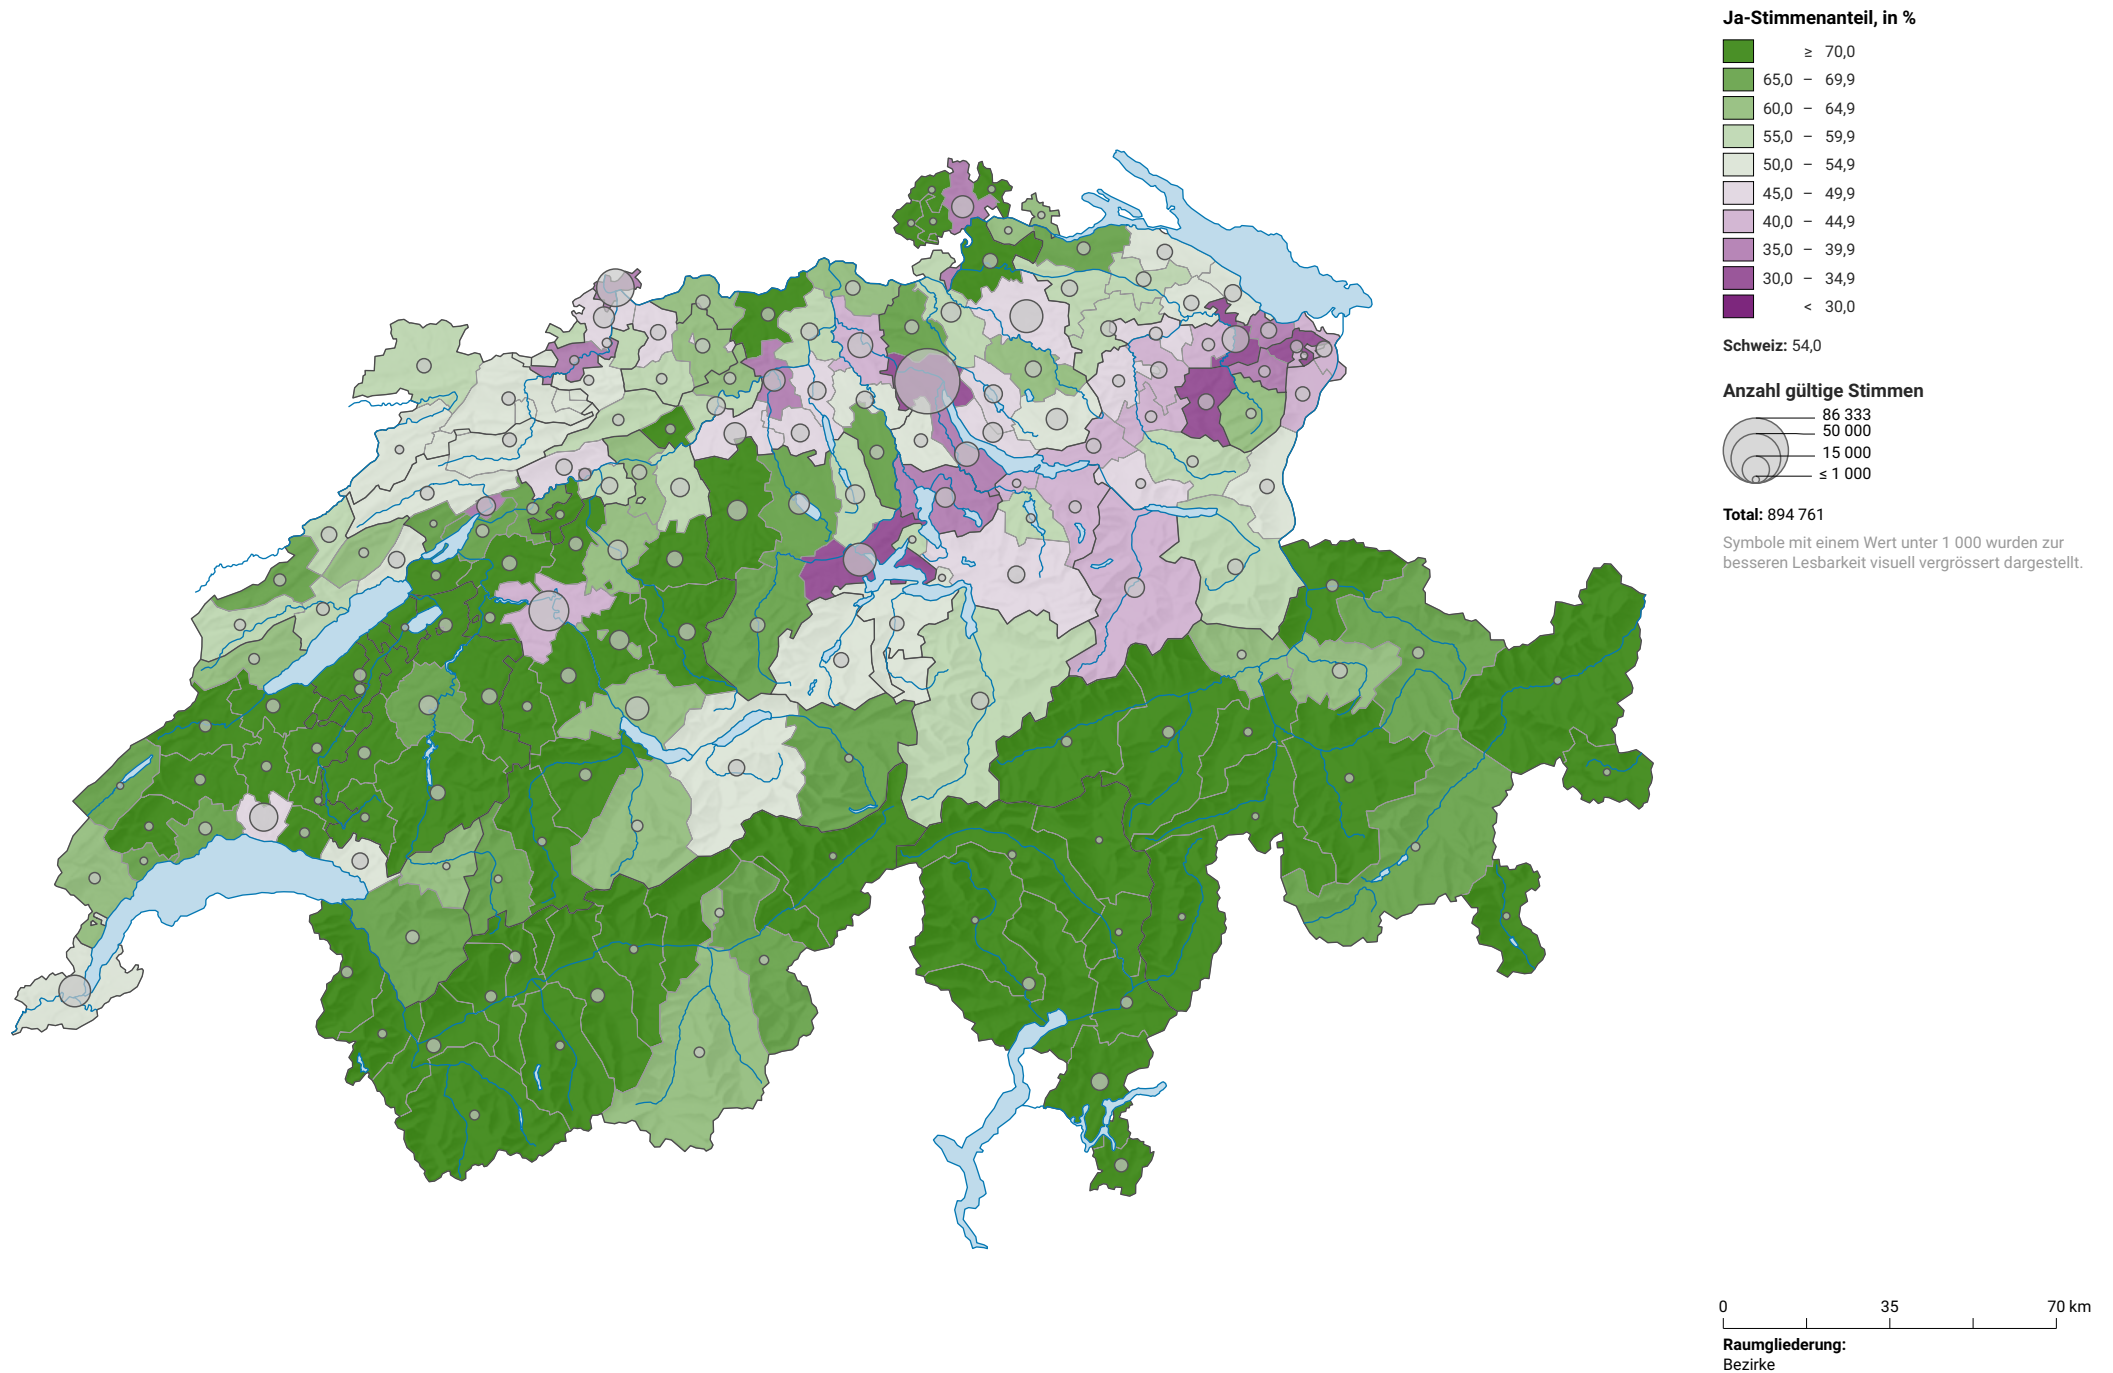 Ja-Stimmenanteil, in %
≥ 70,0
65,0 – 69,9
60,0 – 64,9
55,0 – 59,9
50,0 – 54,9
45,0 – 49,9
40,0 – 44,9
35,0 – 39,9
30,0 – 34,9
< 30,0
Schweiz: 54,0
Anzahl gültige Stimmen
86 333
50 000
15 000
≤ 1 000
Total: 894 761
Symbole mit einem Wert unter 1 000 wurden zur
besseren Lesbarkeit visuell vergrössert dargestellt.
0 35 70 km
Raumgliederung:
Bezirke